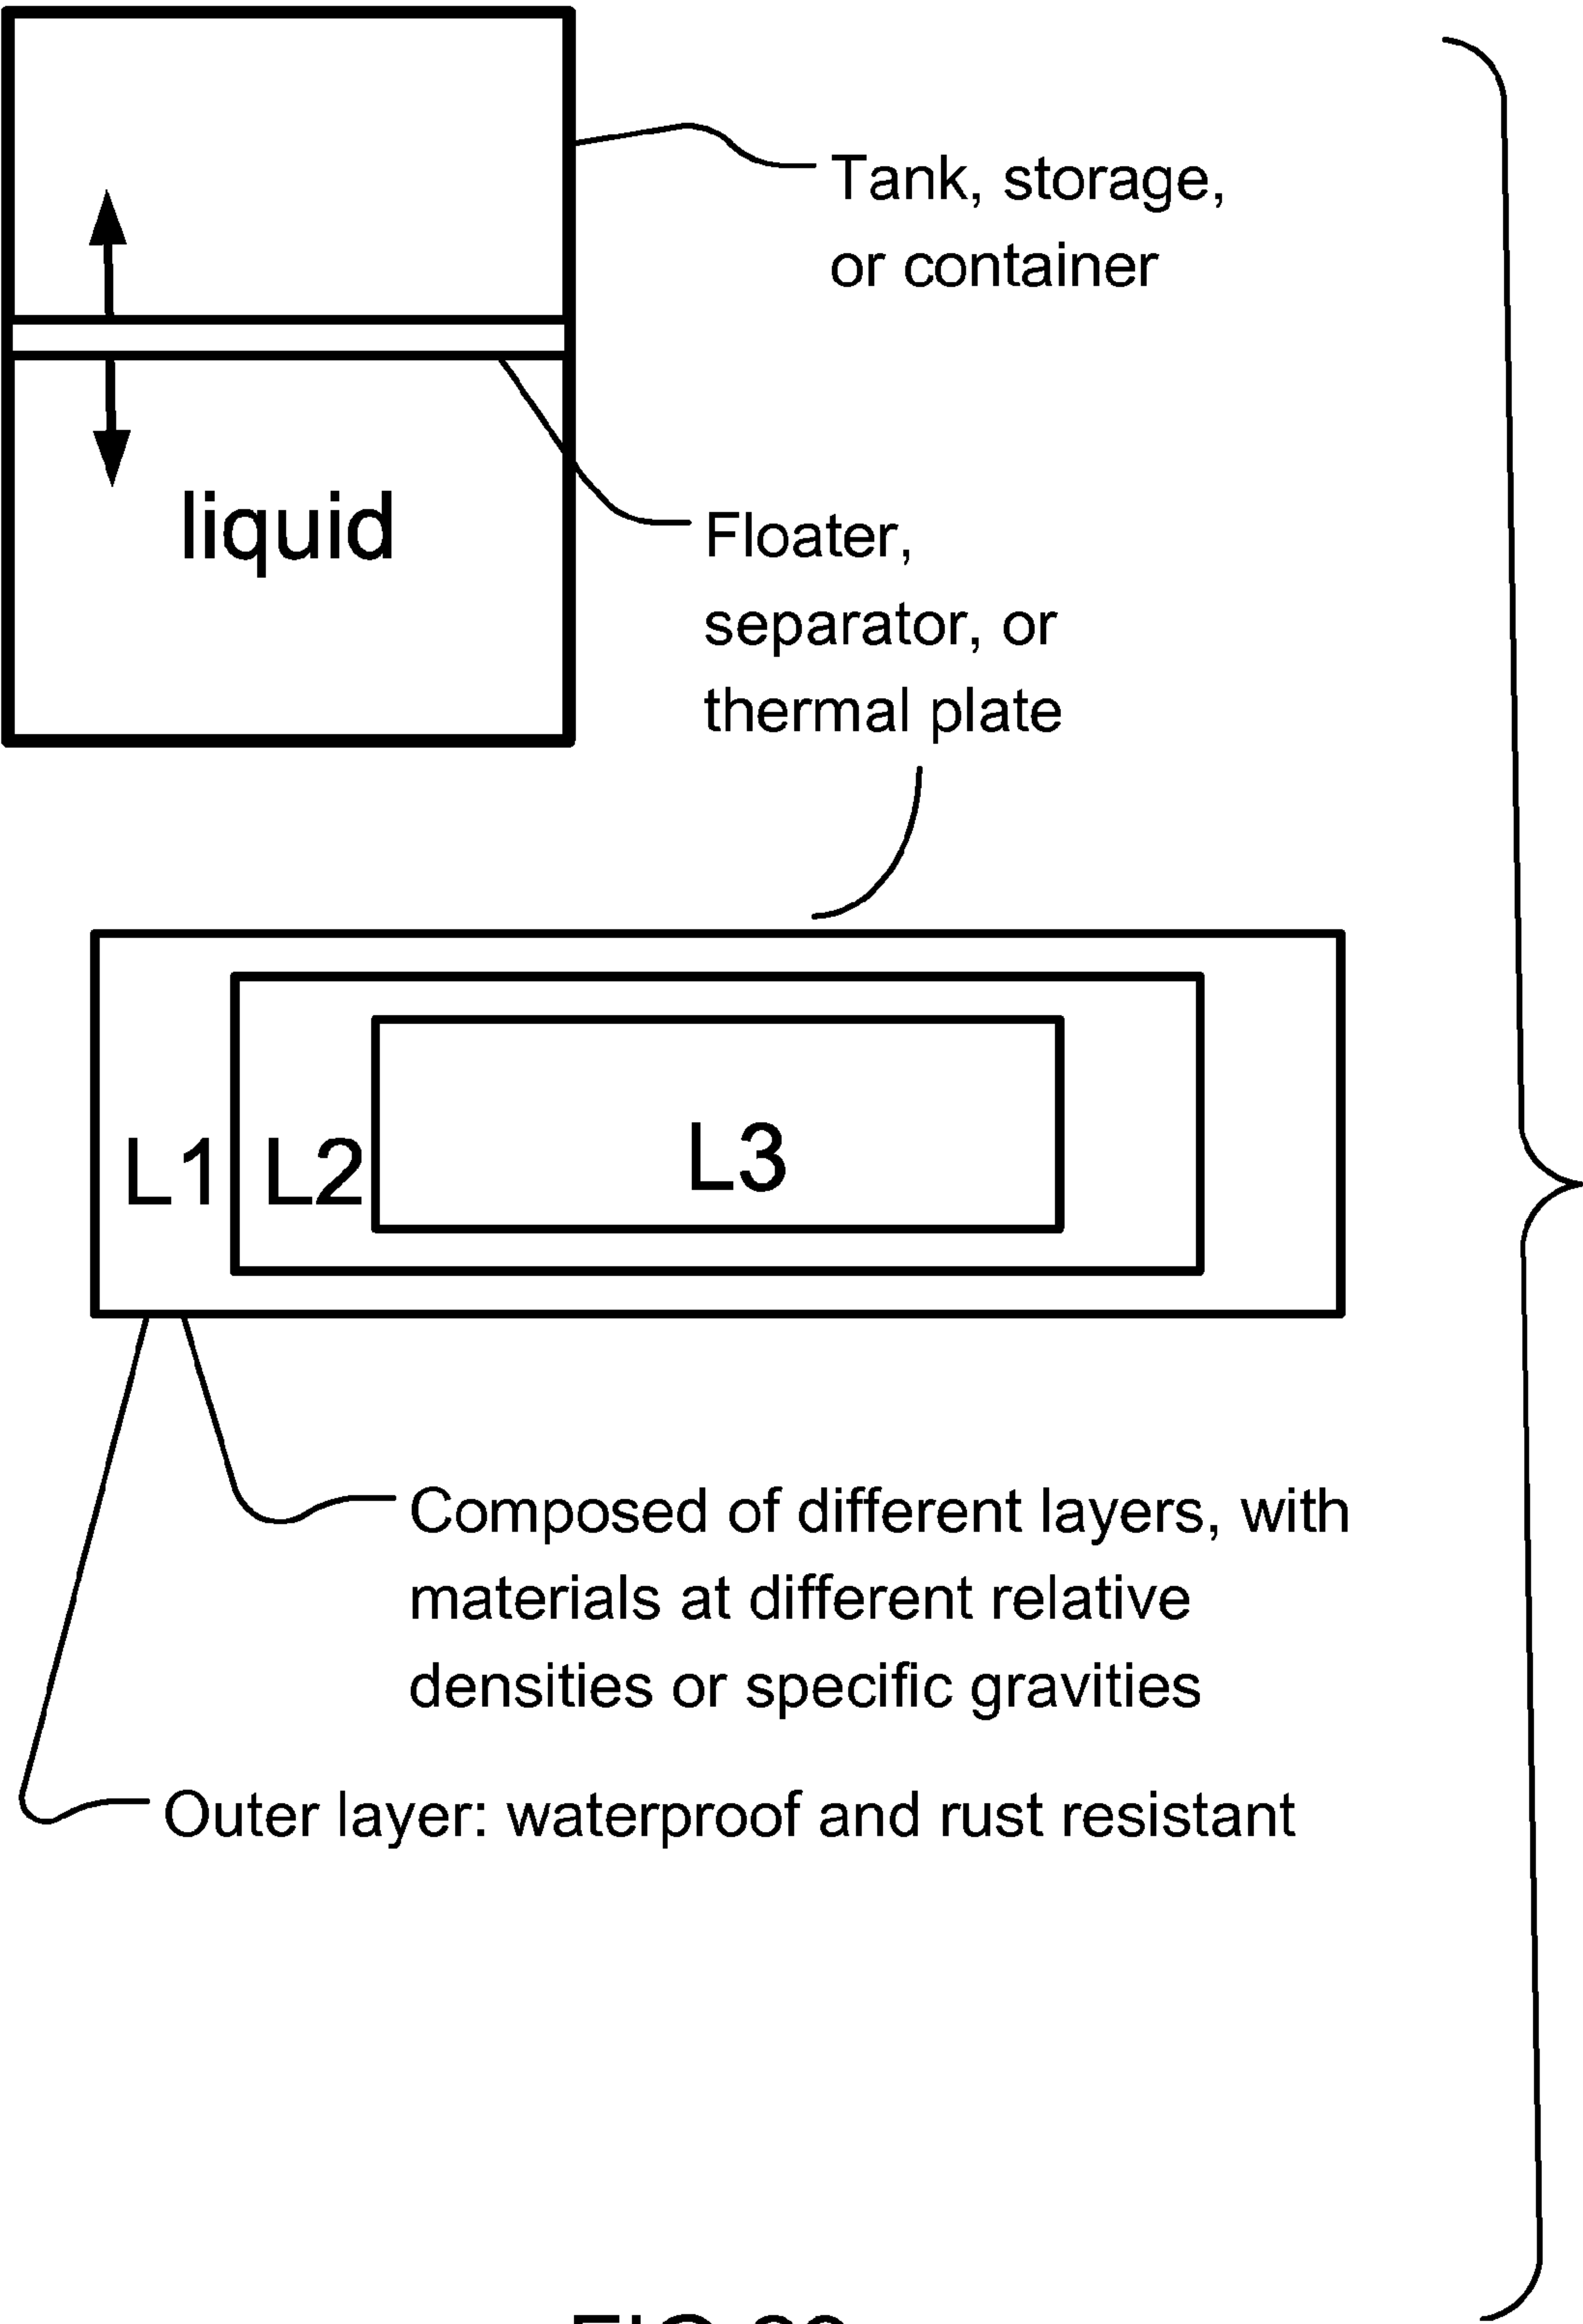 Tank, storage,
or container
liquid
Floater,
separator, or
thermal plate
L1 L2 L3
Composed of different layers, with
materials at different relative
densities or specific gravities
Outer layer: waterproof and rust resistant